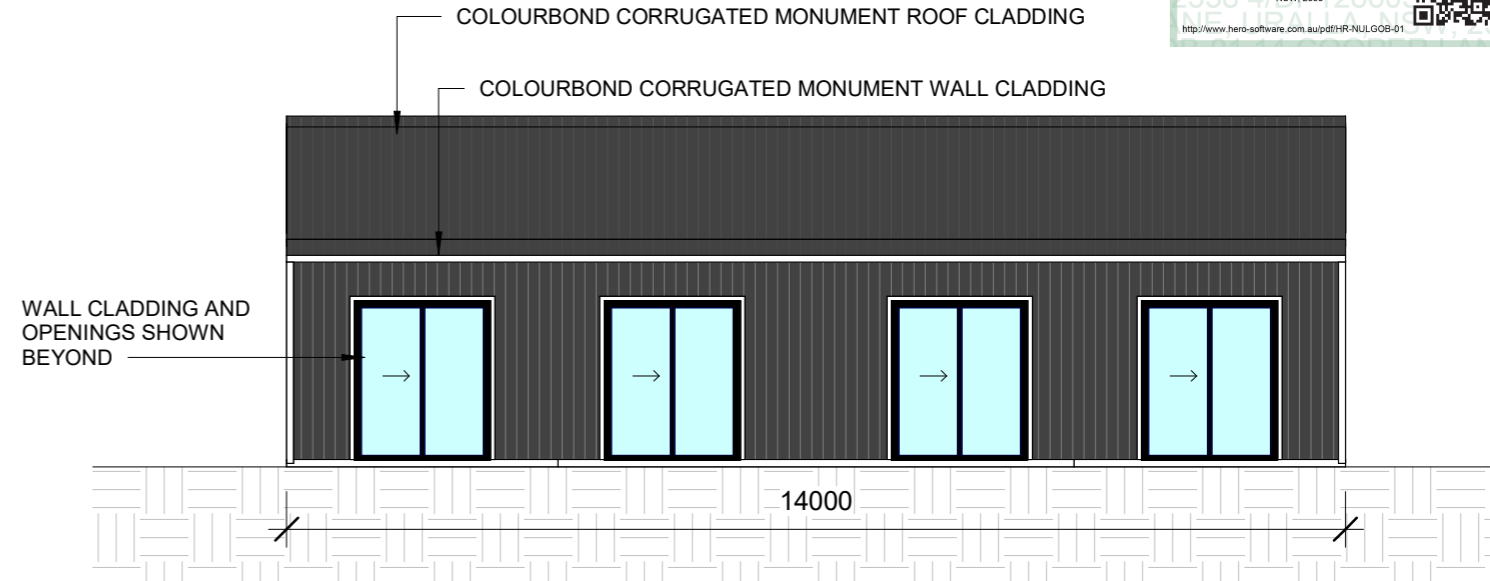 COLOURBOND CORRUGATED MONUMENT ROOF CLADDING
http://www.hero-software.com.au/pdf/HR-NULGOB-01
COLOURBOND CORRUGATED MONUMENT WALL CLADDING
WALL CLADDING AND
OPENINGS SHOWN
BEYOND
14000